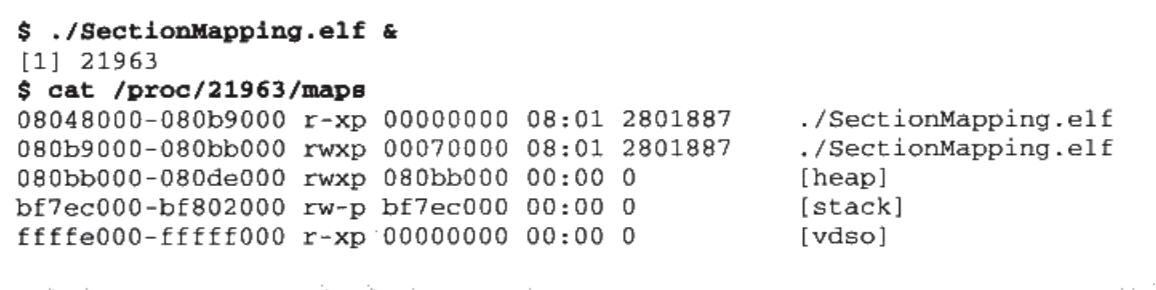 $ ./SectionMapping.elf &
[1] 21963
$ cat /proc/21963/maps
08048000-080b9000 r-xp 00000000 08:01 2801887 ./SectionMapping.elf
080b9000-080bb000 rwxp 00070000 08:01 2801887 ./SectionMapping.elf
080bb000-080de000 rwxp 080bb000 00:00 0 [heap]
bf7ec000-bf802000 rw-p bf7ec000 00:00 0 [stack]
ffffe000-fffff000 r-xp 00000000 00:00 0 [vdso]